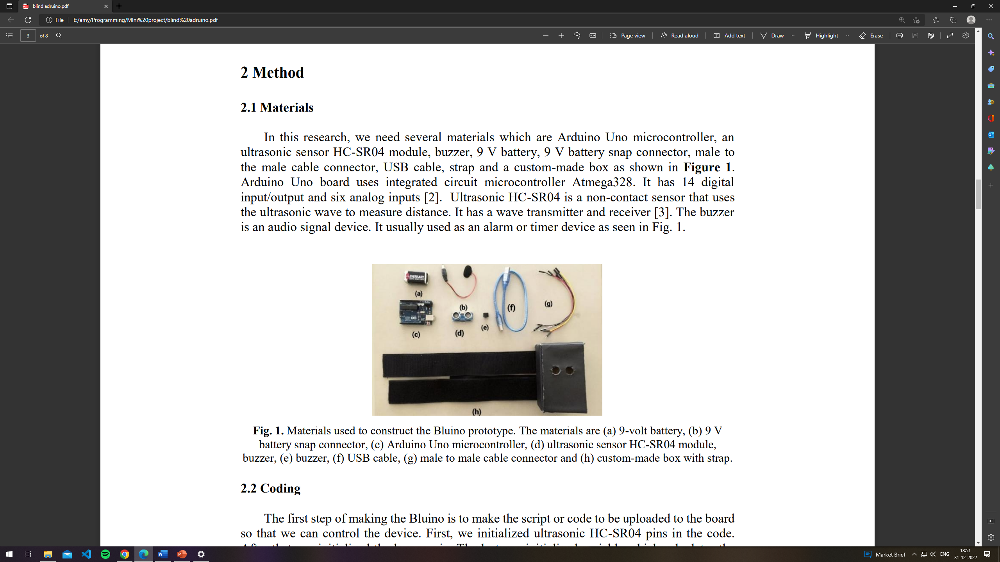 blind adruino.pdf
File
E:/amy/Programming/MIni%20project/blind%20adruino.pdf
3
of 8
Page view
Read aloud
Add text
Draw
Highlight
Erase
2 Method
2.1 Materials
In this research, we need several materials which are Arduino Uno microcontroller, an
ultrasonic sensor HC-SR04 module, buzzer, 9 V battery, 9 V battery snap connector, male to
the male cable connector, USB cable, strap and a custom-made box as shown in Figure 1.
Arduino Uno board uses integrated circuit microcontroller Atmega328. It has 14 digital
input/output and six analog inputs [2]. Ultrasonic HC-SR04 is a non-contact sensor that uses
the ultrasonic wave to measure distance. It has a wave transmitter and receiver [3]. The buzzer
is an audio signal device. It usually used as an alarm or timer device as seen in Fig. 1.
EVEREADY
SUPER HEAVY DUTY
(a)
(b)
(c)
(d)
(e)
(f)
(g)
(h)
Fig. 1. Materials used to construct the Bluino prototype. The materials are (a) 9-volt battery, (b) 9 V
battery snap connector, (c) Arduino Uno microcontroller, (d) ultrasonic sensor HC-SR04 module,
buzzer, (e) buzzer, (f) USB cable, (g) male to male cable connector and (h) custom-made box with strap.
2.2 Coding
The first step of making the Bluino is to make the script or code to be uploaded to the board
so that we can control the device. First, we initialized ultrasonic HC-SR04 pins in the code.
Market Brief
ENG
18:51
31-12-2022